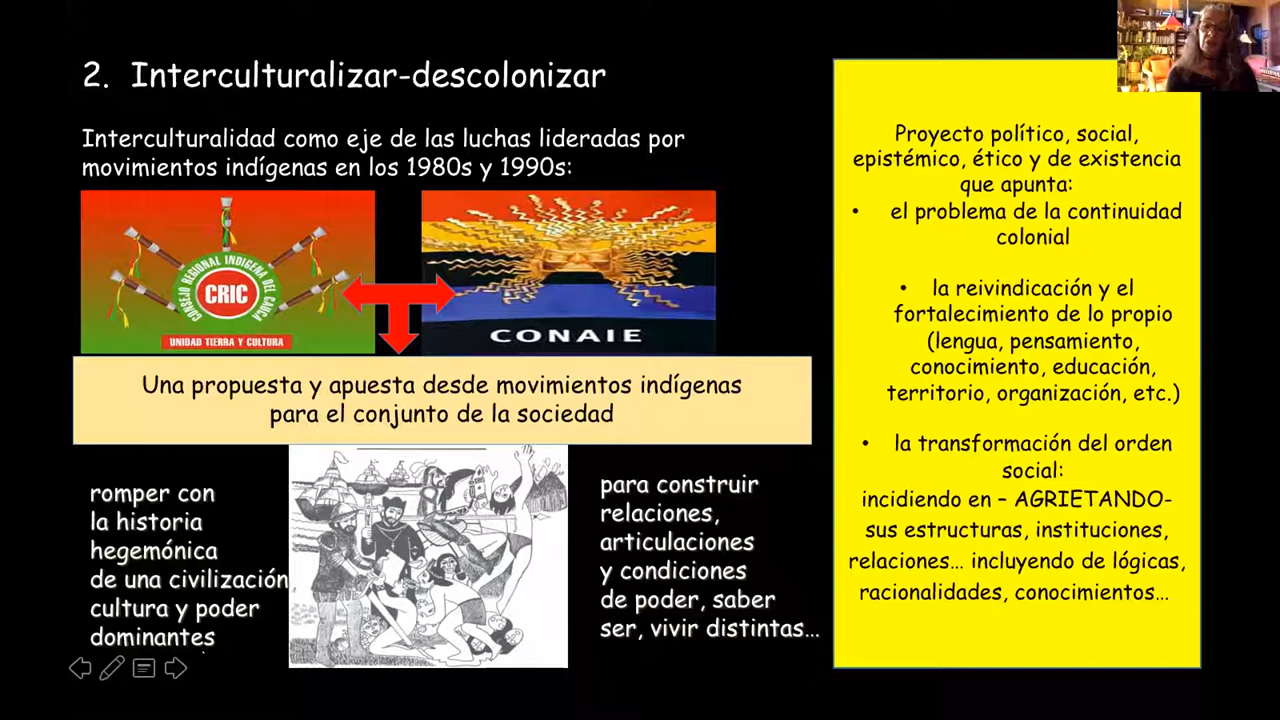 2. Interculturalizar-descolonizar
Interculturalidad como eje de las luchas lideradas por
movimientos indígenas en los 1980s y 1990s:
CONSEJO REGIONAL INDIGENA DEL CAUCA
CRIC
UNIDAD TIERRA Y CULTURA
CONAIE
Una propuesta y apuesta desde movimientos indígenas
para el conjunto de la sociedad
romper con
la historia
hegemónica
de una civilización
cultura y poder
dominantes
para construir
relaciones,
articulaciones
y condiciones
de poder, saber
ser, vivir distintas…
Proyecto político, social,
epistémico, ético y de existencia
que apunta:
• el problema de la continuidad
colonial
• la reivindicación y el
fortalecimiento de lo propio
(lengua, pensamiento,
conocimiento, educación,
territorio, organización, etc.)
• la transformación del orden
social:
incidiendo en – AGRIETANDO-
sus estructuras, instituciones,
relaciones… incluyendo de lógicas,
racionalidades, conocimientos…